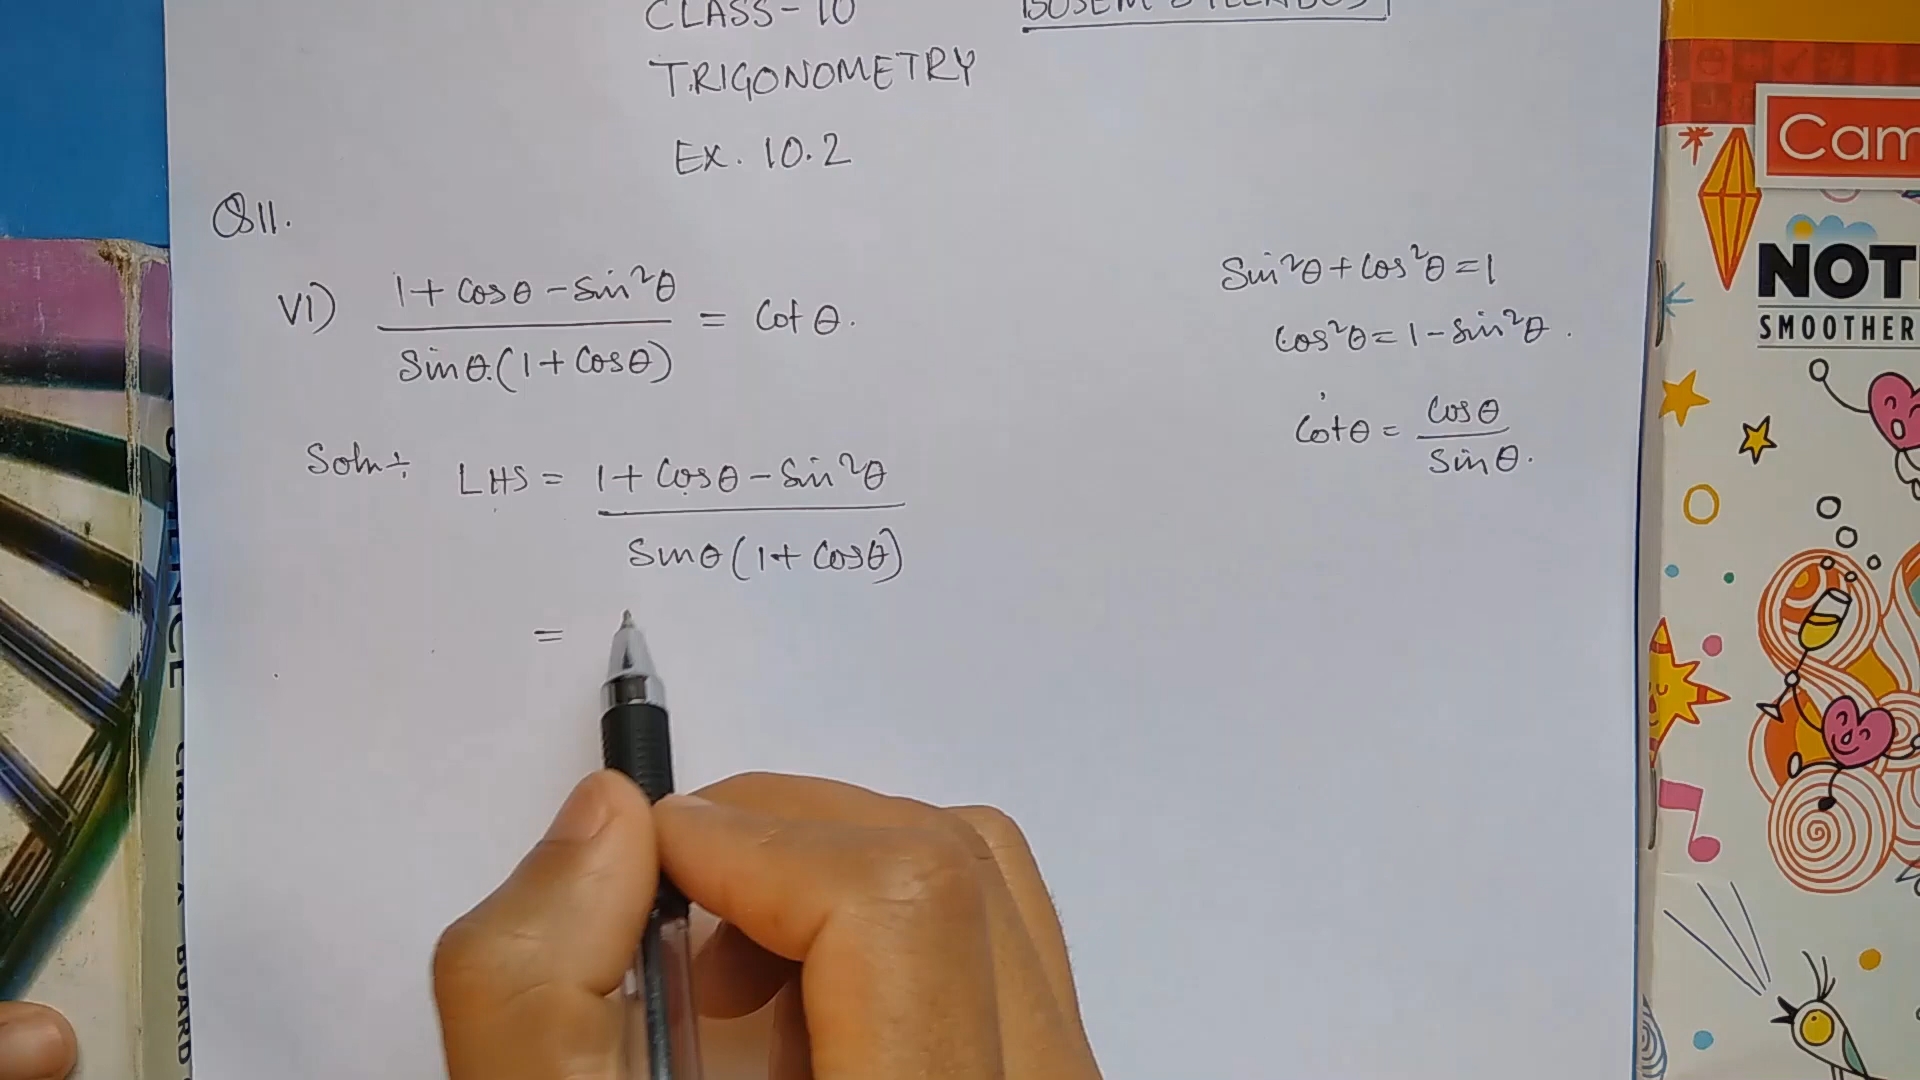 CLASS-10
TRIGONOMETRY
EX. 10.2
Q11.
VI) (1 + cosθ - sin²θ) / (sinθ.(1 + cosθ)) = cotθ.
Soln÷ LHS = (1 + cosθ - sin²θ) / (sinθ(1 + cosθ))
=
sin²θ + cos²θ = 1
cos²θ = 1 - sin²θ.
cotθ = cosθ / sinθ.
Cam
NOT
SMOOTHER